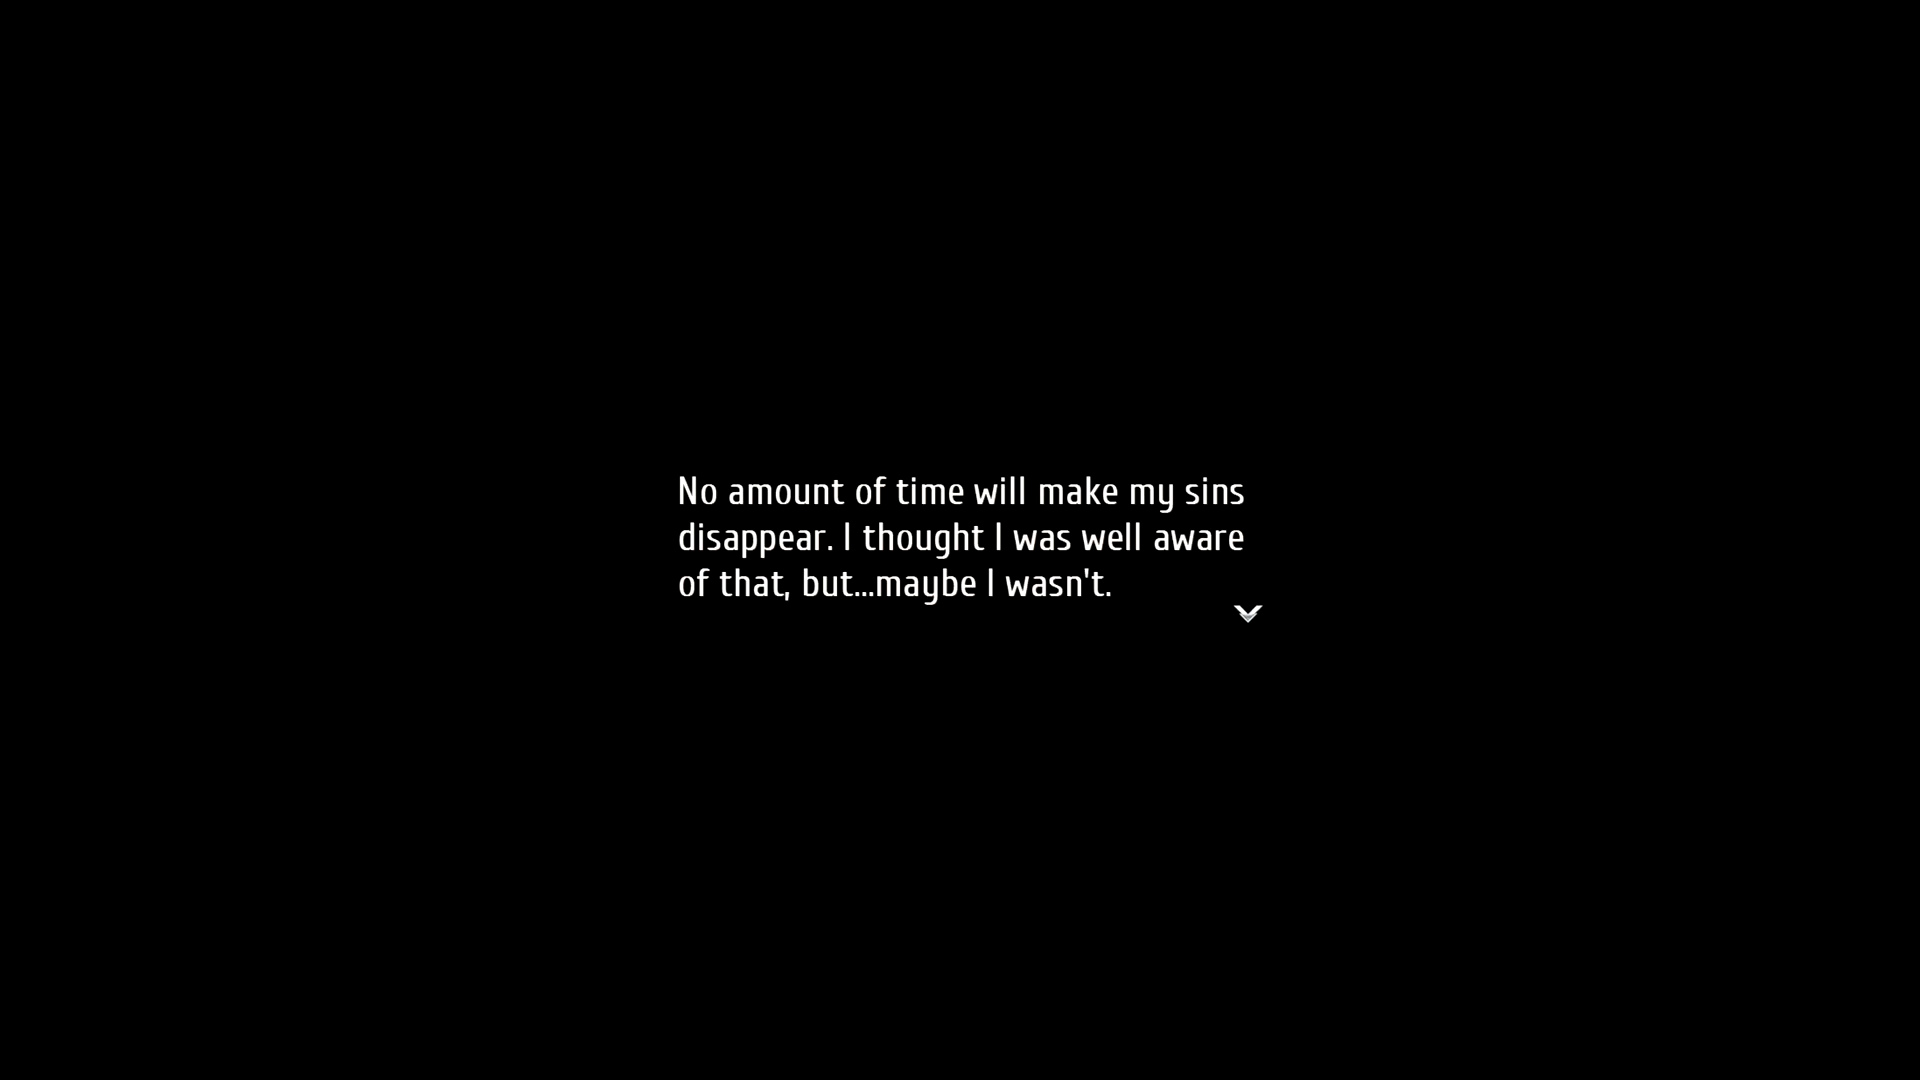 No amount of time will make my sins
disappear. I thought I was well aware
of that, but...maybe I wasn't.